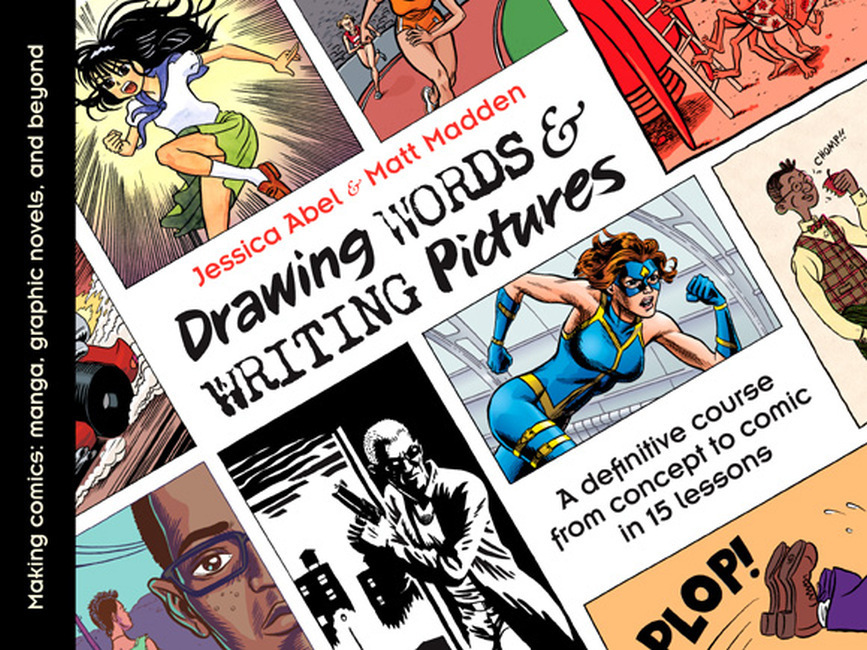 Making comics: manga, graphic novels, and beyond
Jessica Abel & Matt Madden
Drawing WORDS &
WRITING Pictures
CHOMP!!
A definitive course
from concept to comic
in 15 lessons
PLOP!